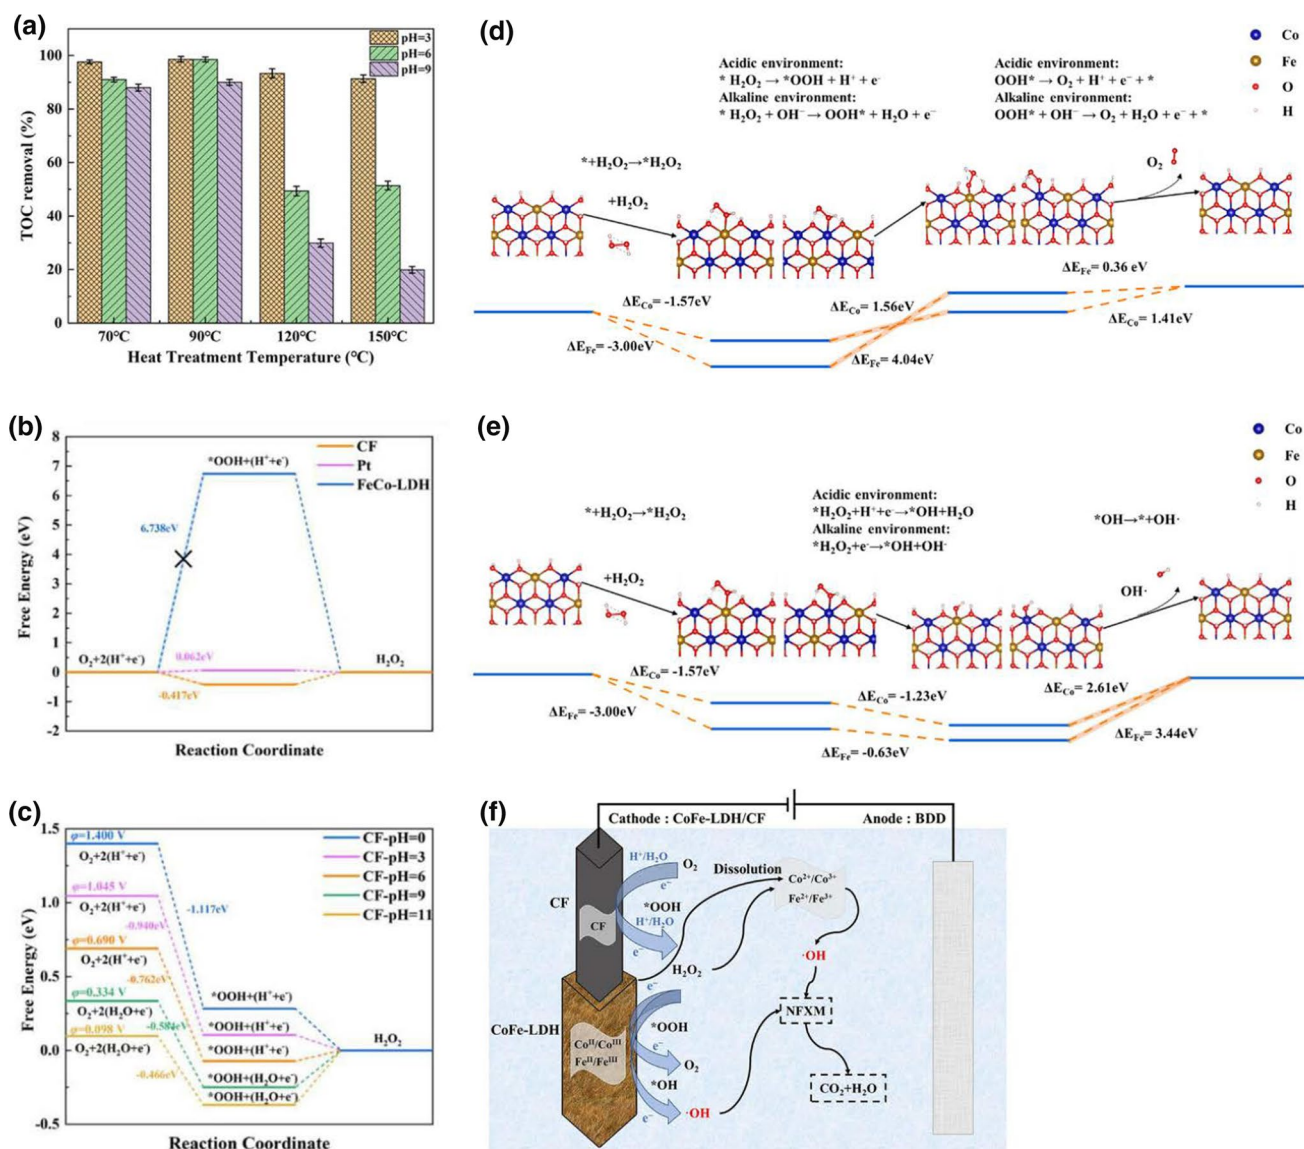 (a)
pH=3
pH=6
pH=9
100
80
60
40
20
0
TOC removal (%)
70°C 90°C 120°C 150°C
Heat Treatment Temperature (°C)
(b)
8
7
6
5
4
3
2
1
0
-1
-2
Free Energy (eV)
CF
Pt
FeCo-LDH
*OOH+(H⁺+e⁻)
6.738eV
O₂+2(H⁺+e⁻)
0.062eV
-0.417eV
H₂O₂
Reaction Coordinate
(c)
1.5
1.0
0.5
0.0
-0.5
Free Energy (eV)
CF-pH=0
CF-pH=3
CF-pH=6
CF-pH=9
CF-pH=11
φ=1.400 V
O₂+2(H⁺+e⁻)
-1.117eV
φ=1.045 V
O₂+2(H⁺+e⁻)
-0.940eV
φ=0.690 V
O₂+2(H⁺+e⁻)
-0.762eV
φ=0.334 V
O₂+2(H₂O+e⁻)
-0.584eV
φ=0.098 V
O₂+2(H₂O+e⁻)
-0.466eV
*OOH+(H⁺+e⁻)
*OOH+(H⁺+e⁻)
*OOH+(H⁺+e⁻)
*OOH+(H₂O+e⁻)
*OOH+(H₂O+e⁻)
H₂O₂
Reaction Coordinate
(d)
Co
Fe
O
H
Acidic environment:
* H₂O₂ → *OOH + H⁺ + e⁻
Alkaline environment:
* H₂O₂ + OH⁻ → OOH* + H₂O + e⁻
Acidic environment:
OOH* → O₂ + H⁺ + e⁻ + *
Alkaline environment:
OOH* + OH⁻ → O₂ + H₂O + e⁻ + *
*+H₂O₂→*H₂O₂
+H₂O₂
O₂
ΔE_Co= -1.57eV
ΔE_Fe= -3.00eV
ΔE_Co= 1.56eV
ΔE_Fe= 4.04eV
ΔE_Fe= 0.36 eV
ΔE_Co= 1.41eV
(e)
Co
Fe
O
H
*+H₂O₂→*H₂O₂
Acidic environment:
*H₂O₂+H⁺+e⁻→*OH+H₂O
Alkaline environment:
*H₂O₂+e⁻→*OH+OH⁻
*OH→*+OH·
+H₂O₂
OH·
ΔE_Co= -1.57eV
ΔE_Fe= -3.00eV
ΔE_Co= -1.23eV
ΔE_Fe= -0.63eV
ΔE_Co= 2.61eV
ΔE_Fe= 3.44eV
(f)
Cathode : CoFe-LDH/CF
Anode : BDD
CF
CF
H⁺/H₂O
O₂
e⁻
*OOH
H⁺/H₂O
e⁻
H₂O₂
Dissolution
Co²⁺/Co³⁺
Fe²⁺/Fe³⁺
·OH
NFXM
CO₂+H₂O
CoFe-LDH
Coᴵᴵ/Coᴵᴵᴵ
Feᴵᴵ/Feᴵᴵᴵ
*OOH
e⁻
O₂
*OH
e⁻
·OH